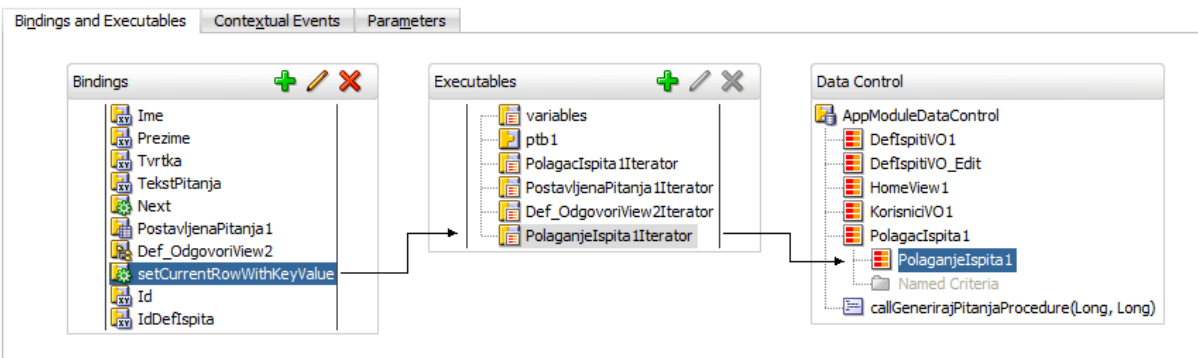 Bindings and Executables
Contextual Events
Parameters
Bindings
Ime
Prezime
Tvrtka
TekstPitanja
Next
PostavljenaPitanja1
Def_OdgovoriView2
setCurrentRowWithKeyValue
Id
IdDefIspita
Executables
variables
ptb1
PolagacIspita1Iterator
PostavljenaPitanja1Iterator
Def_OdgovoriView2Iterator
PolaganjeIspita1Iterator
Data Control
AppModuleDataControl
DefIspitiVO1
DefIspitiVO_Edit
HomeView1
KorisniciVO1
PolagacIspita1
PolaganjeIspita1
Named Criteria
callGenerirajPitanjaProcedure(Long, Long)